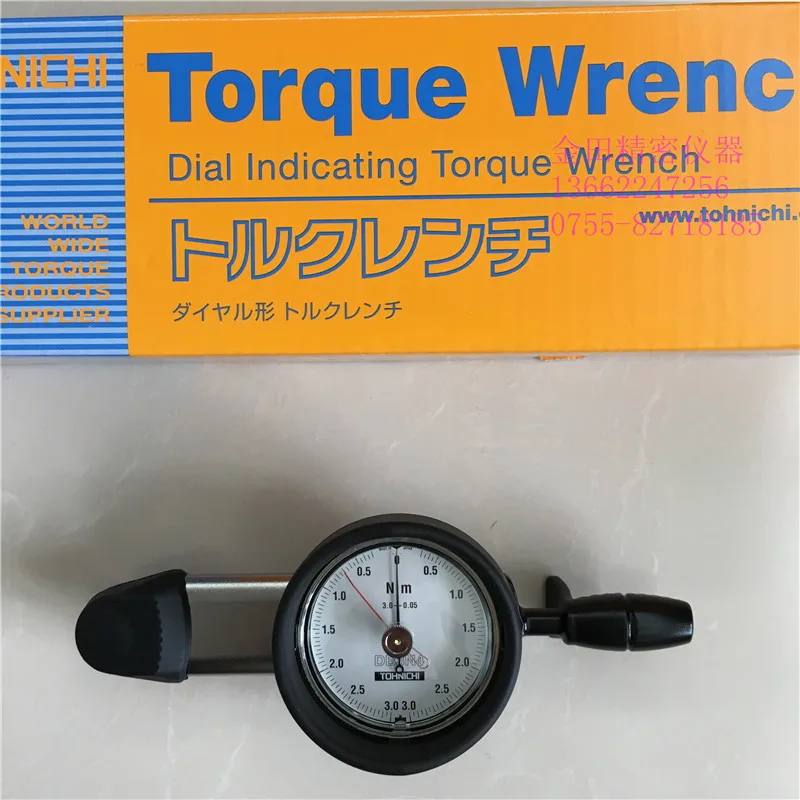 NICHI
Torque Wrenc
Dial Indicating Torque Wrench
金田精密仪器
13662247256
0755-82718185
www.tohnichi.
トルクレンチ
ダイヤル形 トルクレンチ
WORLD
WIDE
TORQUE
RODUCTS
SUPPLIER
0
0.5 0.5
N m
1.0 1.0
3.0 0.05
1.5 1.5
2.0 2.0
TOHNICHI
2.5 2.5
3.0 3.0